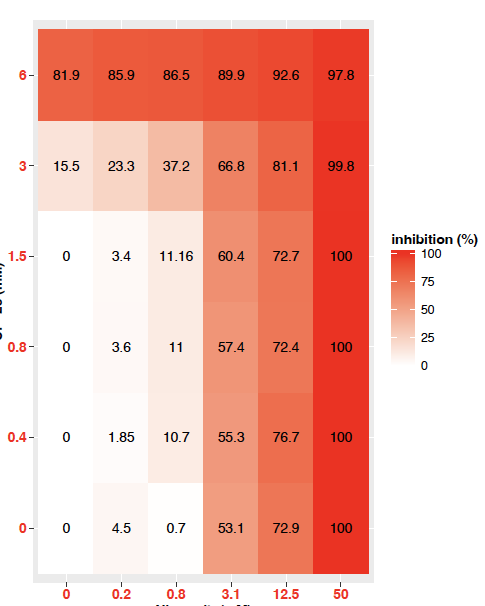 6 81.9 85.9 86.5 89.9 92.6 97.8
3 15.5 23.3 37.2 66.8 81.1 99.8
1.5 0 3.4 11.16 60.4 72.7 100
0.8 0 3.6 11 57.4 72.4 100
0.4 0 1.85 10.7 55.3 76.7 100
0 0 4.5 0.7 53.1 72.9 100
0 0.2 0.8 3.1 12.5 50
inhibition (%)
100
75
50
25
0